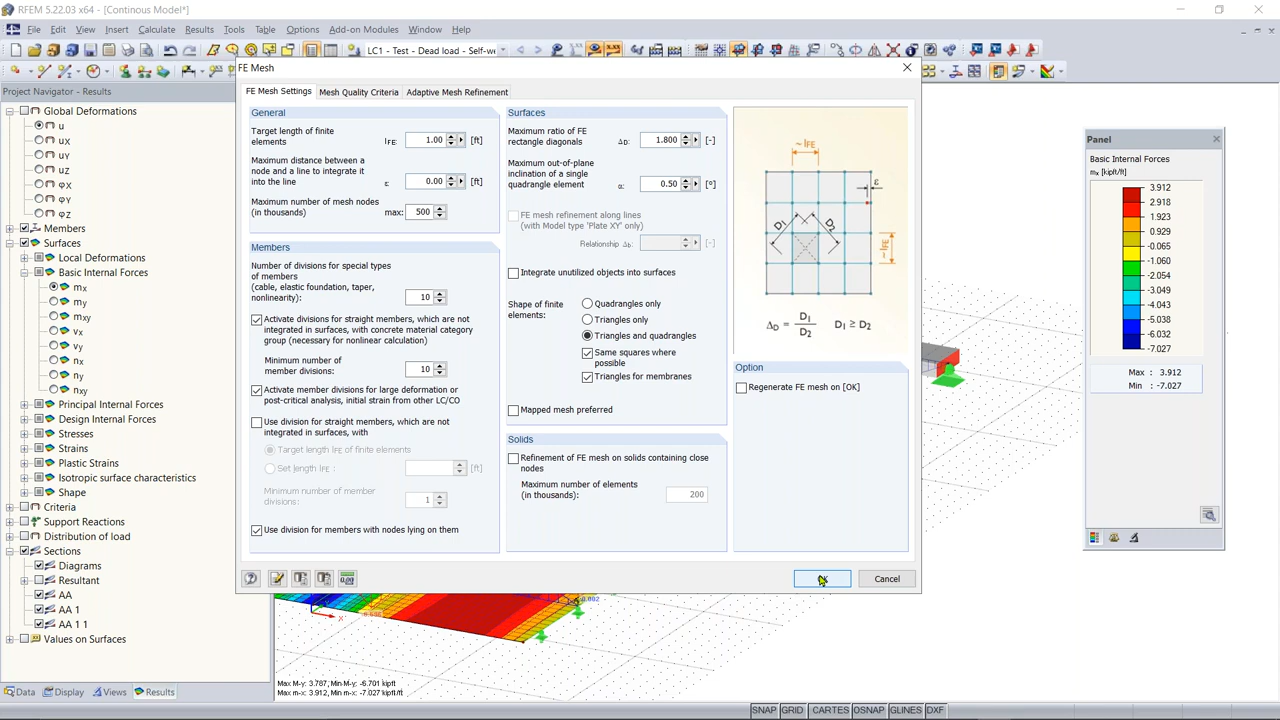 RFEM 5.22.03 x64 - [Continous Model*]
File Edit View Insert Calculate Results Tools Table Options Add-on Modules Window Help
LC1 - Test - Dead load - Self-we
Project Navigator - Results
Global Deformations
u
uX
uY
uZ
φX
φY
φZ
Members
Surfaces
Local Deformations
Basic Internal Forces
mx
my
mxy
vx
vy
nx
ny
nxy
Principal Internal Forces
Design Internal Forces
Stresses
Strains
Plastic Strains
Isotropic surface characteristics
Shape
Criteria
Support Reactions
Distribution of load
Sections
Diagrams
Resultant
AA
AA 1
AA 1 1
Values on Surfaces
Data Display Views Results
FE Mesh
FE Mesh Settings Mesh Quality Criteria Adaptive Mesh Refinement
General
Target length of finite
elements lFE: 1.00 [ft]
Maximum distance between a
node and a line to integrate it
into the line ε: 0.00 [ft]
Maximum number of mesh nodes
(in thousands) max: 500
Members
Number of divisions for special types
of members
(cable, elastic foundation, taper,
nonlinearity): 10
Activate divisions for straight members, which are not
integrated in surfaces, with concrete material category
group (necessary for nonlinear calculation)
Minimum number of
member divisions: 10
Activate member divisions for large deformation or
post-critical analysis, initial strain from other LC/CO
Use division for straight members, which are not
integrated in surfaces, with
Target length lFE of finite elements
Set length lFE : [ft]
Minimum number of member
divisions: 1
Use division for members with nodes lying on them
Surfaces
Maximum ratio of FE
rectangle diagonals ΔD: 1.800 [-]
Maximum out-of-plane
inclination of a single
quadrangle element α: 0.50 [°]
FE mesh refinement along lines
(with Model type 'Plate XY' only)
Relationship Δb: [-]
Integrate unutilized objects into surfaces
Shape of finite
elements:
Quadrangles only
Triangles only
Triangles and quadrangles
Same squares where
possible
Triangles for membranes
Mapped mesh preferred
Solids
Refinement of FE mesh on solids containing close
nodes
Maximum number of elements
(in thousands): 200
~ lFE
ε
D1
D2
~ lFE
ΔD = D1 / D2 D1 ≥ D2
Option
Regenerate FE mesh on [OK]
Cancel
Panel
Basic Internal Forces
mx [kipft/ft]
3.912
2.918
1.923
0.929
-0.065
-1.060
-2.054
-3.049
-4.043
-5.038
-6.032
-7.027
Max : 3.912
Min : -7.027
X
Max M-y: 3.787, Min M-y: -6.701 kipft
Max m-x: 3.912, Min m-x: -7.027 kipft/ft
SNAP GRID CARTES OSNAP GLINES DXF